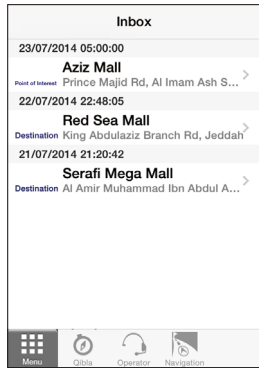 Inbox
23/07/2014 05:00:00
Aziz Mall
Point of Interest Prince Majid Rd, Al Imam Ash S...
22/07/2014 22:48:05
Red Sea Mall
Destination King Abdulaziz Branch Rd, Jeddah
21/07/2014 21:20:42
Serafi Mega Mall
Destination Al Amir Muhammad Ibn Abdul A...
Menu Qibla Operator Navigation